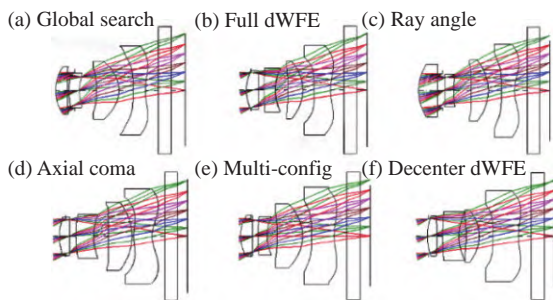 (a) Global search
(b) Full dWFE
(c) Ray angle
(d) Axial coma
(e) Multi-config
(f) Decenter dWFE